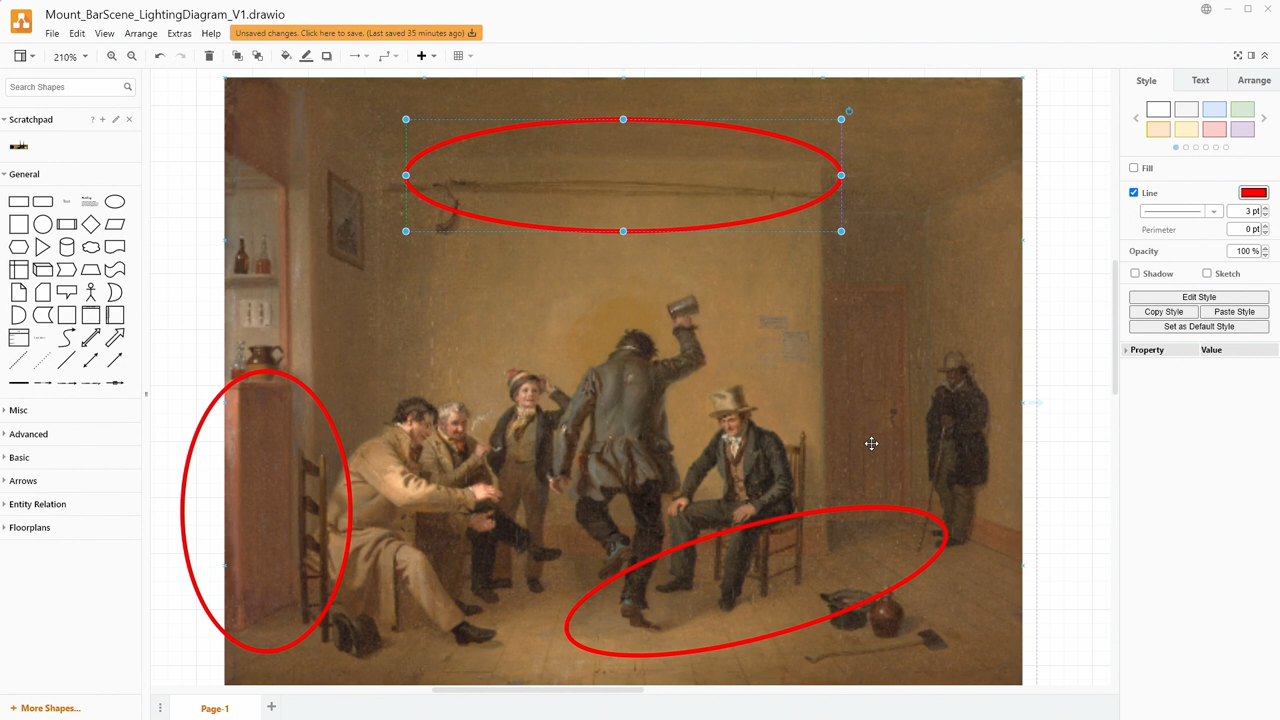 Mount_BarScene_LightingDiagram_V1.drawio
File Edit View Arrange Extras Help
Unsaved changes. Click here to save. (Last saved 35 minutes ago)
210%
Search Shapes
Scratchpad
?
General
Text
Heading
Misc
Advanced
Basic
Arrows
Entity Relation
Floorplans
+ More Shapes...
Page-1
Style Text Arrange
Fill
Line
3 pt
Perimeter
0 pt
Opacity
100 %
Shadow Sketch
Edit Style
Copy Style Paste Style
Set as Default Style
Property Value